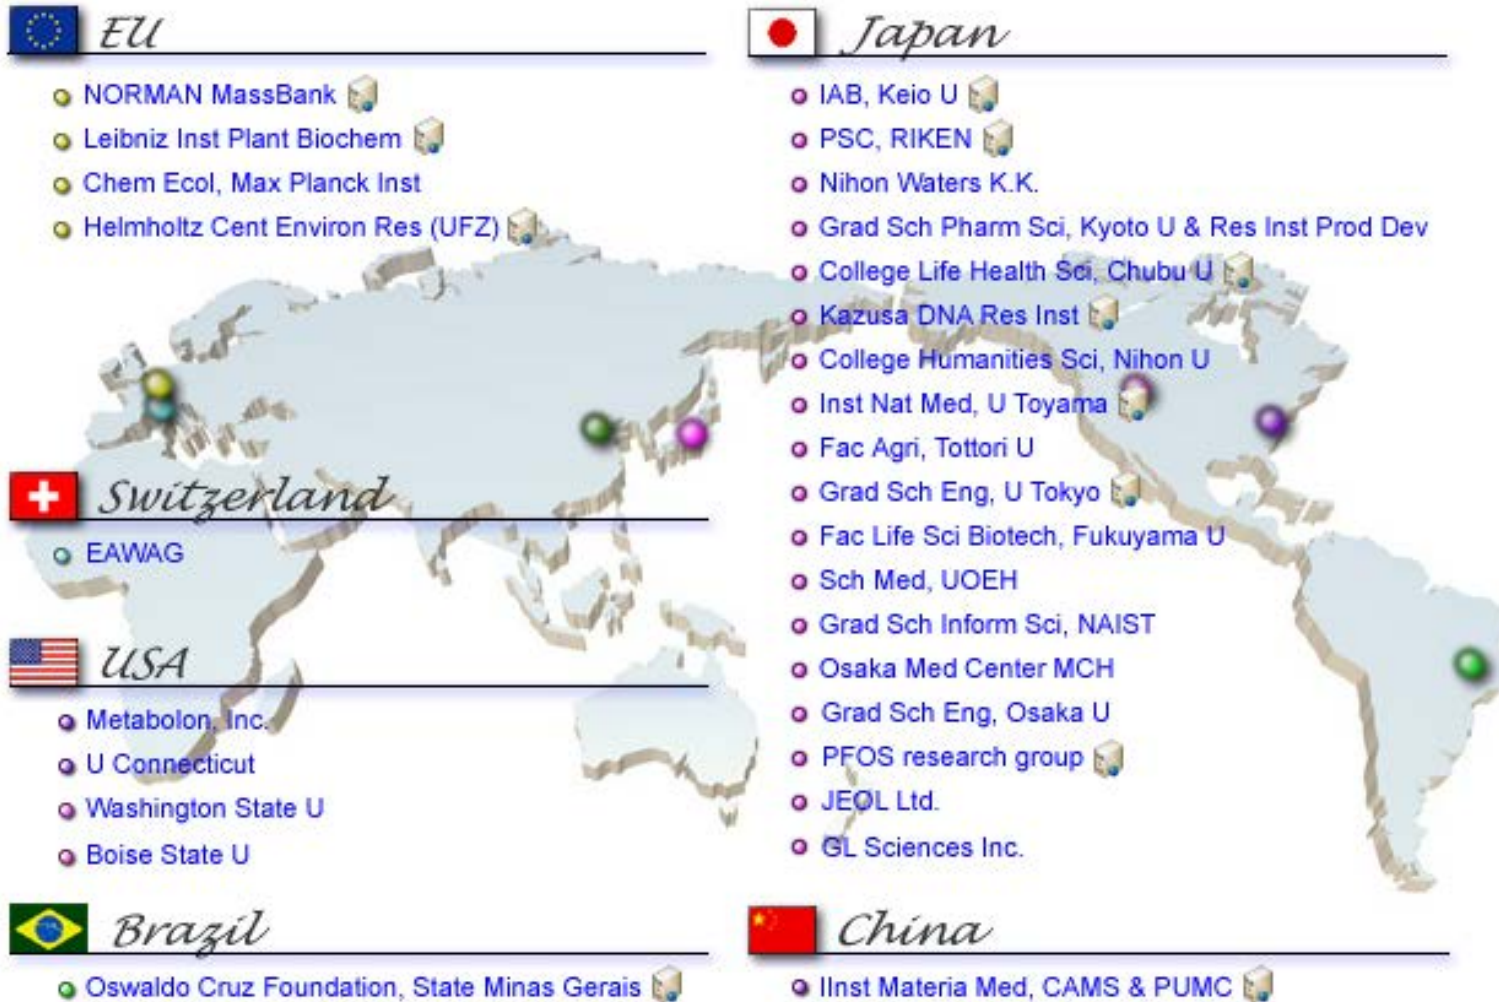 EU
NORMAN MassBank
Leibniz Inst Plant Biochem
Chem Ecol, Max Planck Inst
Helmholtz Cent Environ Res (UFZ)
Switzerland
EAWAG
USA
Metabolon, Inc.
U Connecticut
Washington State U
Boise State U
Brazil
Oswaldo Cruz Foundation, State Minas Gerais
Japan
IAB, Keio U
PSC, RIKEN
Nihon Waters K.K.
Grad Sch Pharm Sci, Kyoto U & Res Inst Prod Dev
College Life Health Sci, Chubu U
Kazusa DNA Res Inst
College Humanities Sci, Nihon U
Inst Nat Med, U Toyama
Fac Agri, Tottori U
Grad Sch Eng, U Tokyo
Fac Life Sci Biotech, Fukuyama U
Sch Med, UOEH
Grad Sch Inform Sci, NAIST
Osaka Med Center MCH
Grad Sch Eng, Osaka U
PFOS research group
JEOL Ltd.
GL Sciences Inc.
China
IInst Materia Med, CAMS & PUMC